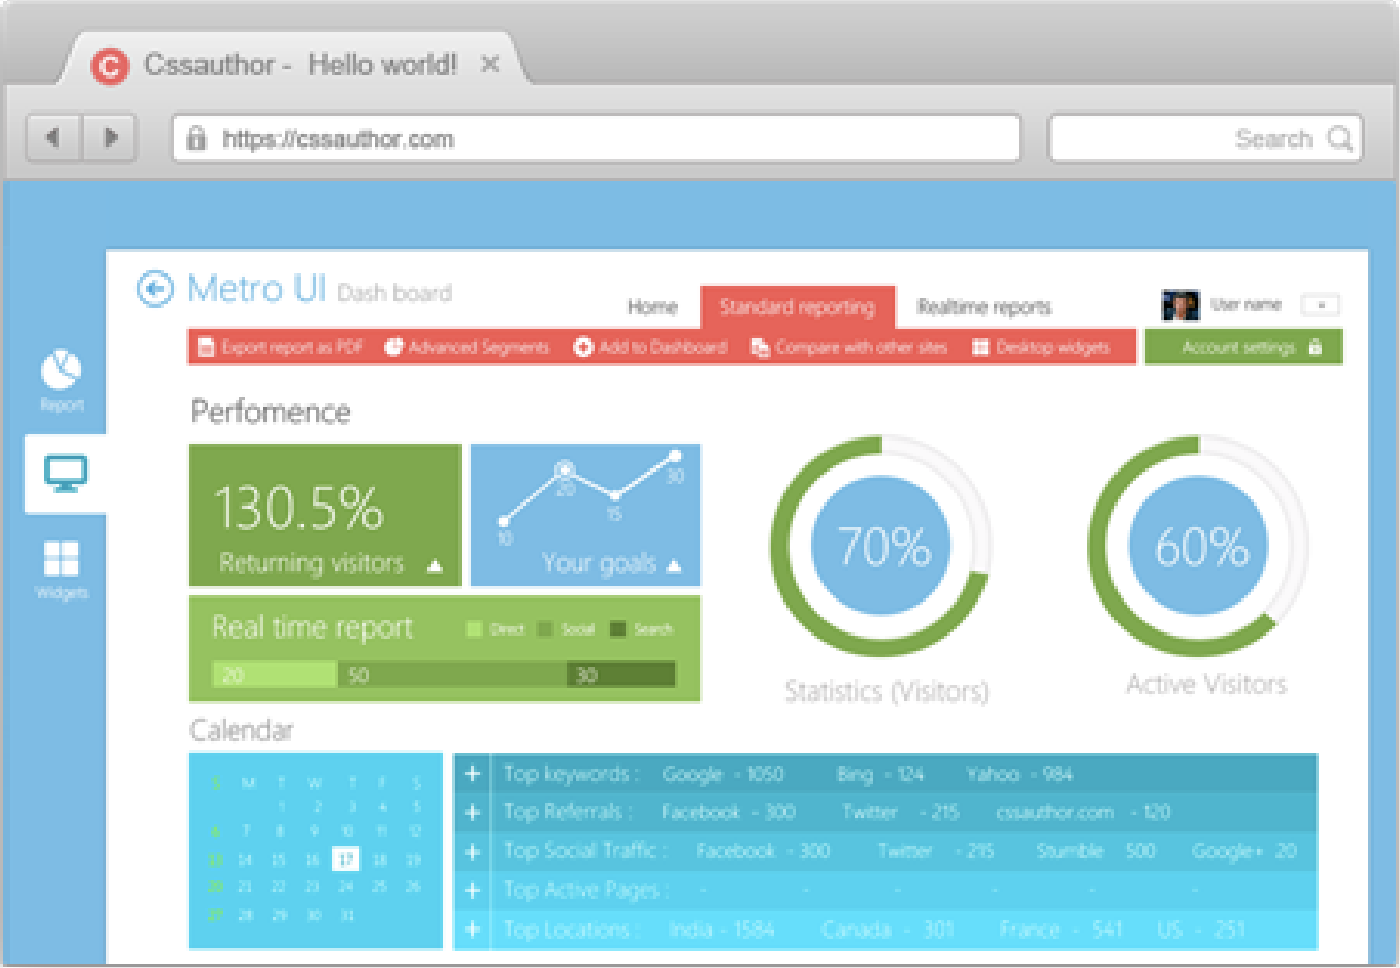 C Cssauthor - Hello world! ×
https://cssauthor.com Search
Metro UI Dash board
Home Standard reporting Realtime reports User name
Export report as PDF Advanced Segments Add to Dashboard Compare with other sites Desktop widgets Account settings
Report
Widgets
Perfomence
130.5%
Returning visitors
10 20 15 30
Your goals
70%
Statistics (Visitors)
60%
Active Visitors
Real time report Direct Social Search
20 50 30
Calendar
S M T W T F S
1 2 3 4 5
6 7 8 9 10 11 12
13 14 15 16 17 18 19
20 21 22 23 24 25 26
27 28 29 30 31
+ Top keywords : Google - 1050 Bing - 124 Yahoo - 984
+ Top Referrals : Facebook - 300 Twitter - 215 cssauthor.com - 120
+ Top Social Traffic : Facebook - 300 Twitter - 215 Stumble 500 Google+ 20
+ Top Active Pages : - - - - - -
+ Top Locations : India - 1584 Canada - 301 France - 541 US - 251